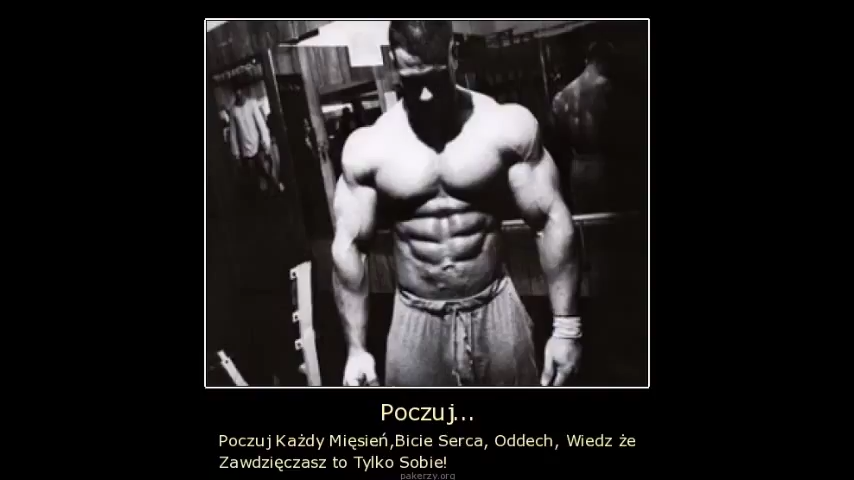 Poczuj...
Poczuj Każdy Mięsień,Bicie Serca, Oddech, Wiedz że
Zawdzięczasz to Tylko Sobie!
pakerzy.org